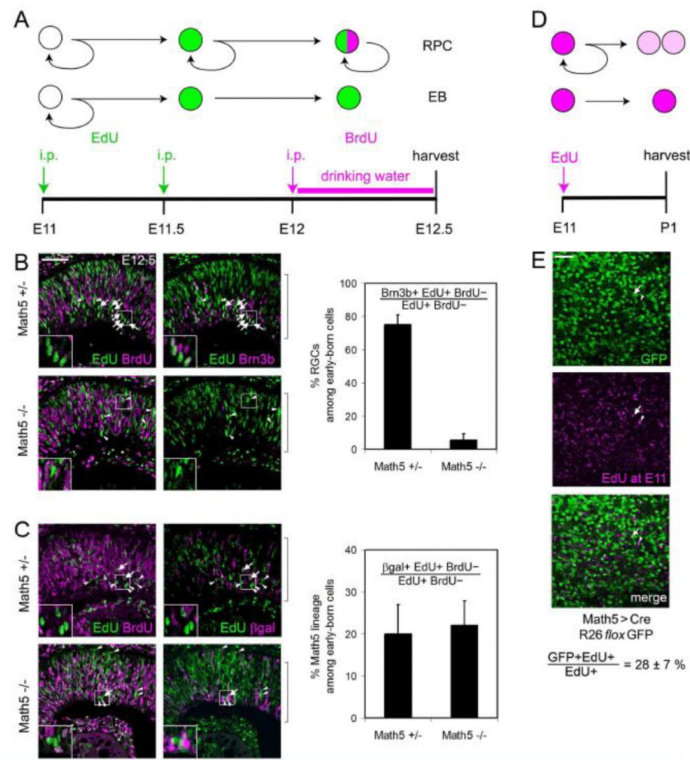 A
RPC
EB
EdU
BrdU
i.p.
i.p.
i.p.
harvest
drinking water
E11
E11.5
E12
E12.5
D
EdU
harvest
E11
P1
B
E12.5
Math5 +/-
EdU BrdU
EdU Brn3b
Math5 -/-
100
80
60
40
20
0
% RGCs
among early-born cells
Brn3b+ EdU+ BrdU−
EdU+ BrdU−
Math5 +/-
Math5 -/-
C
Math5 +/-
EdU BrdU
EdU βgal
Math5 -/-
40
30
20
10
0
% Math5 lineage
among early-born cells
βgal+ EdU+ BrdU−
EdU+ BrdU−
Math5 +/-
Math5 -/-
E
GFP
EdU at E11
merge
Math5 > Cre
R26 flox GFP
GFP+EdU+
EdU+
= 28 ± 7 %